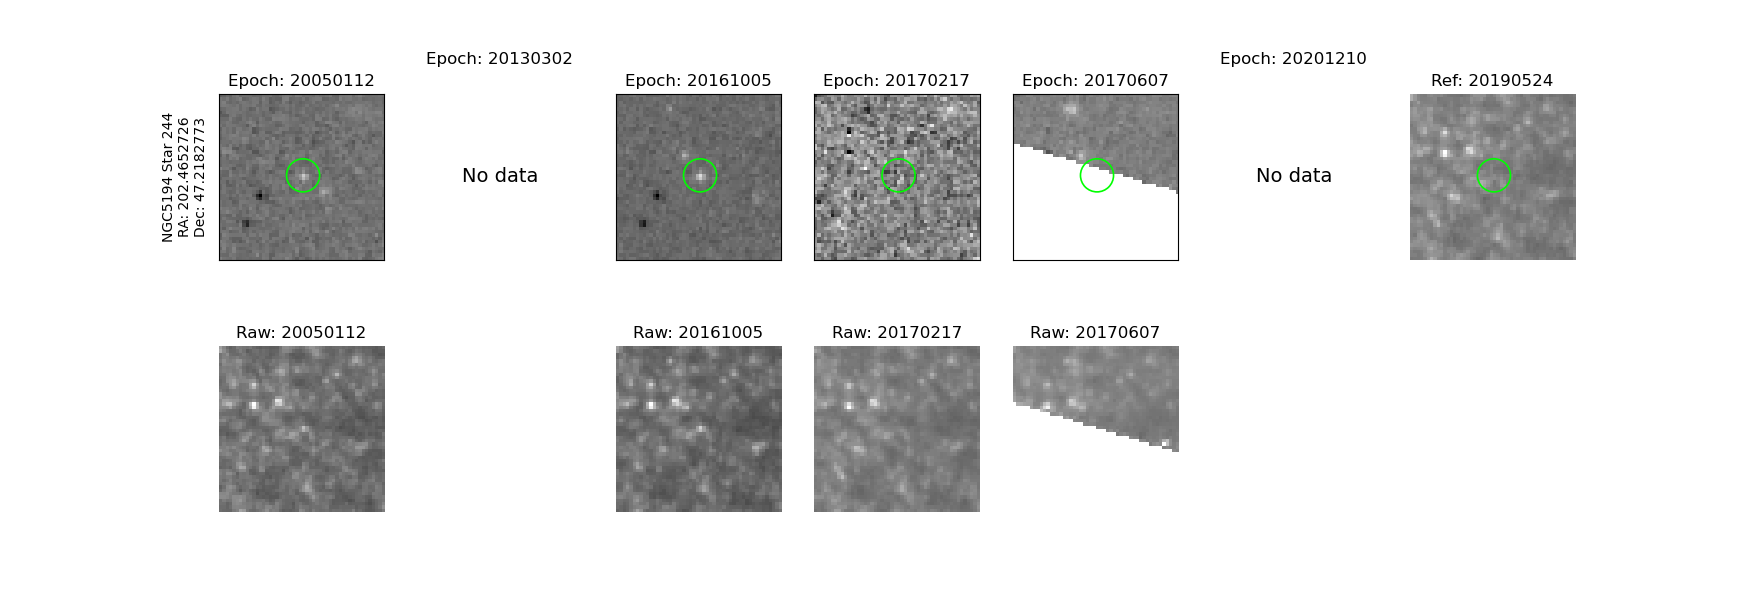 Epoch: 20130302
Epoch: 20201210
Epoch: 20050112
Epoch: 20161005
Epoch: 20170217
Epoch: 20170607
Ref: 20190524
NGC5194 Star 244
RA: 202.4652726
Dec: 47.2182773
No data
No data
Raw: 20050112
Raw: 20161005
Raw: 20170217
Raw: 20170607